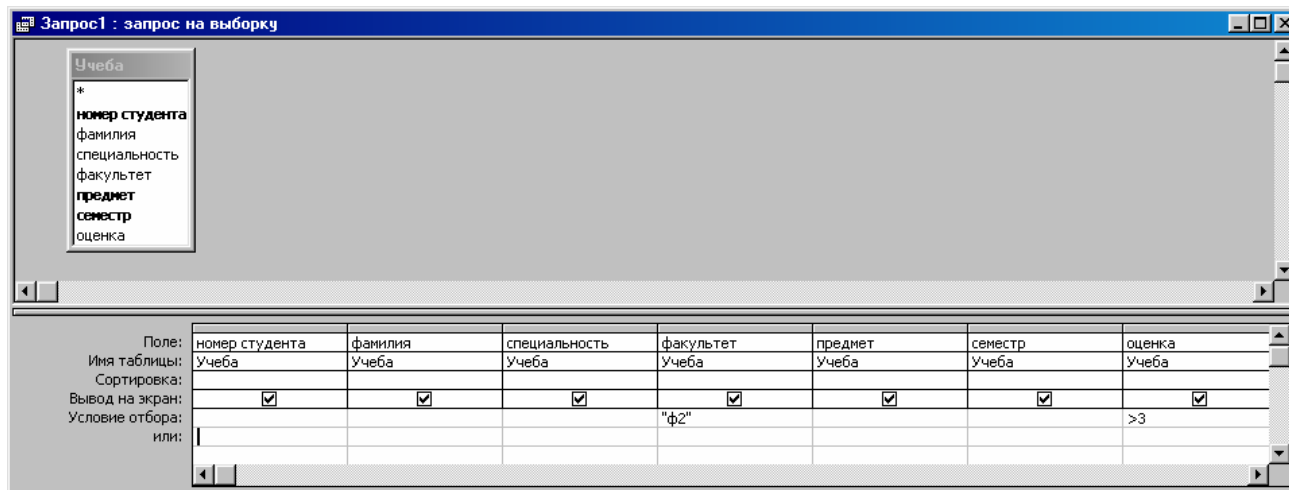 Запрос1 : запрос на выборку
Учеба
*
номер студента
фамилия
специальность
факультет
предмет
семестр
оценка
Поле: номер студента фамилия специальность факультет предмет семестр оценка
Имя таблицы: Учеба Учеба Учеба Учеба Учеба Учеба Учеба
Сортировка:
Вывод на экран:
Условие отбора: "ф2" >3
или: